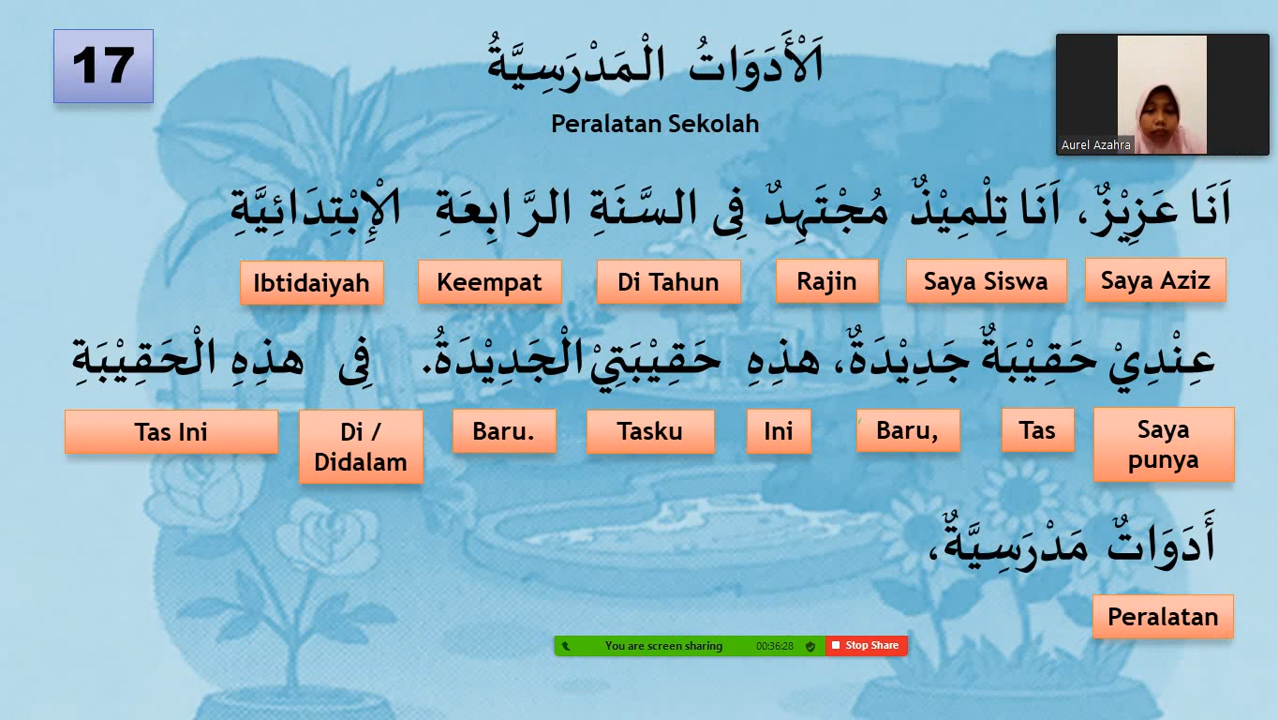 17
اَلْأَدَوَاتُ الْمَدْرَسِيَّةُ
Peralatan Sekolah
Aurel Azahra
اَنَا عَزِيْزٌ، اَنَا تِلْمِيْذٌ مُجْتَهِدٌ فِى السَّنَةِ الرَّابِعَةِ الْإِبْتِدَائِيَّةِ
Ibtidaiyah Keempat Di Tahun Rajin Saya Siswa Saya Aziz
عِنْدِيْ حَقِيْبَةٌ جَدِيْدَةٌ، هذِهِ حَقِيْبَتِيْ الْجَدِيْدَةُ. فِى هذِهِ الْحَقِيْبَةِ
Tas Ini Di / Didalam Baru. Tasku Ini Baru, Tas Saya punya
أَدَوَاتٌ مَدْرَسِيَّةٌ،
Peralatan
You are screen sharing 00:36:28 Stop Share